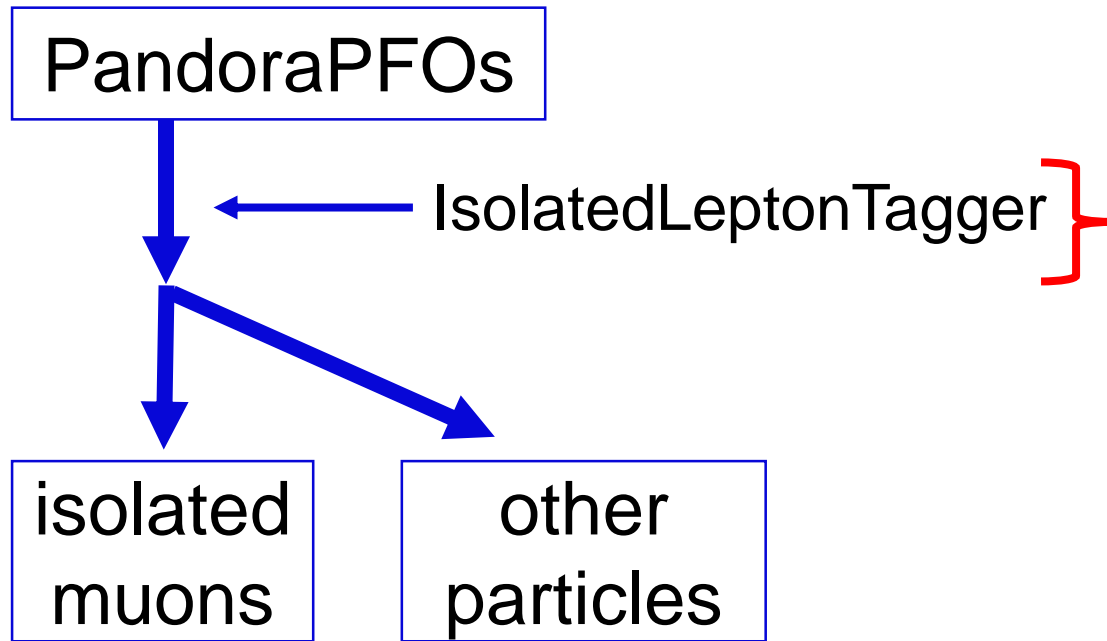 PandoraPFOs
IsolatedLeptonTagger
isolated
muons
other
particles